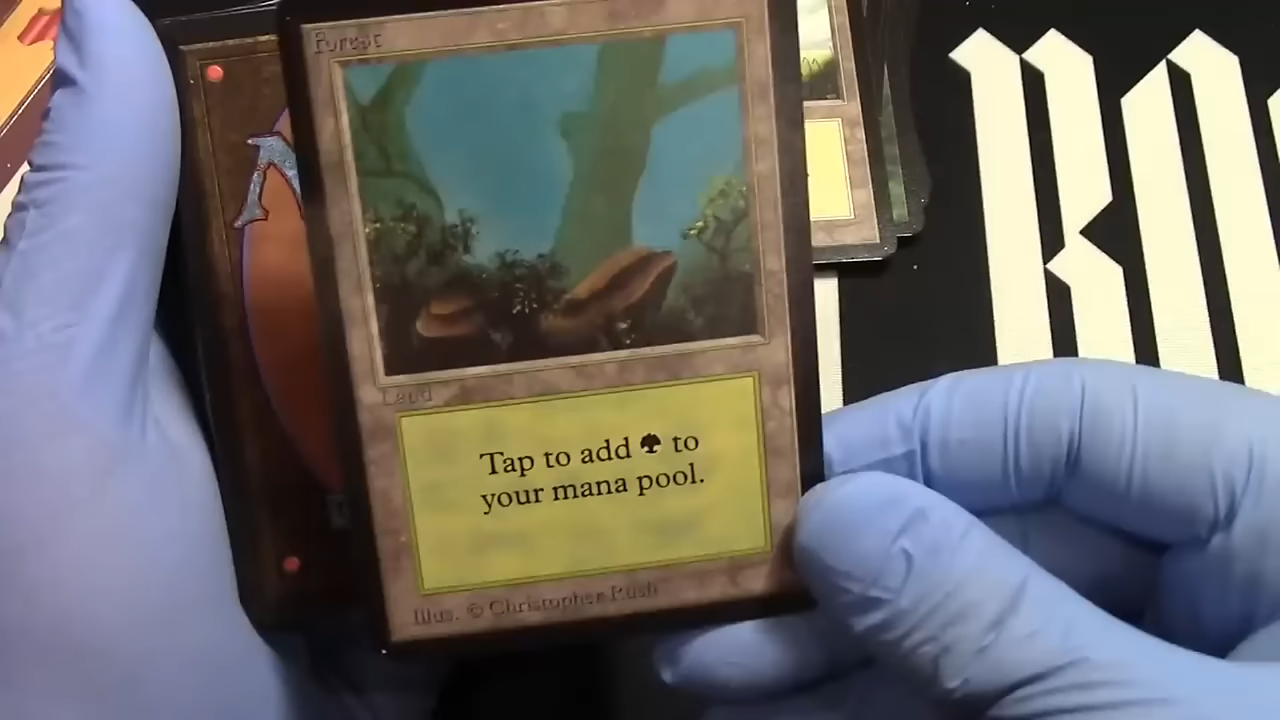 Forest
Land
Tap to add to
your mana pool.
Illus. © Christopher Rush